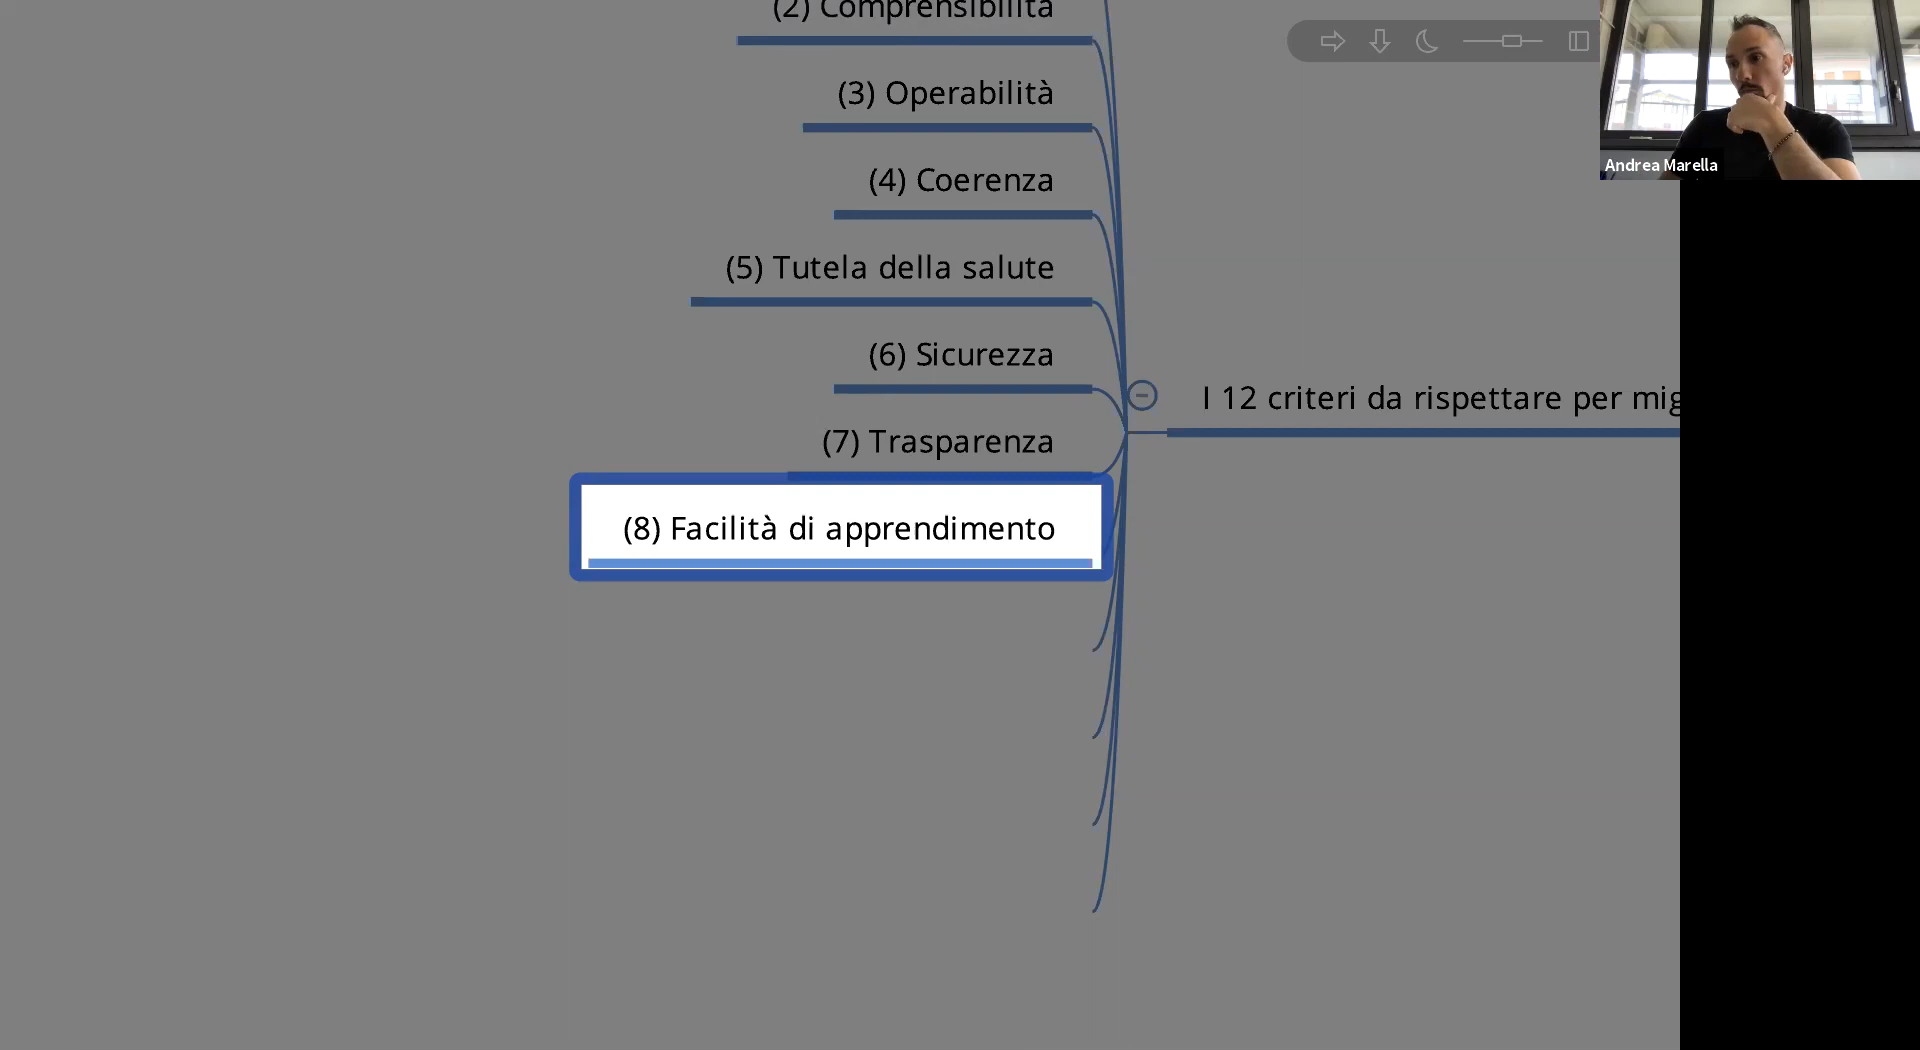 (2) Comprensibilità
(3) Operabilità
(4) Coerenza
(5) Tutela della salute
(6) Sicurezza
I 12 criteri da rispettare per mig
(7) Trasparenza
(8) Facilità di apprendimento
Andrea Marella